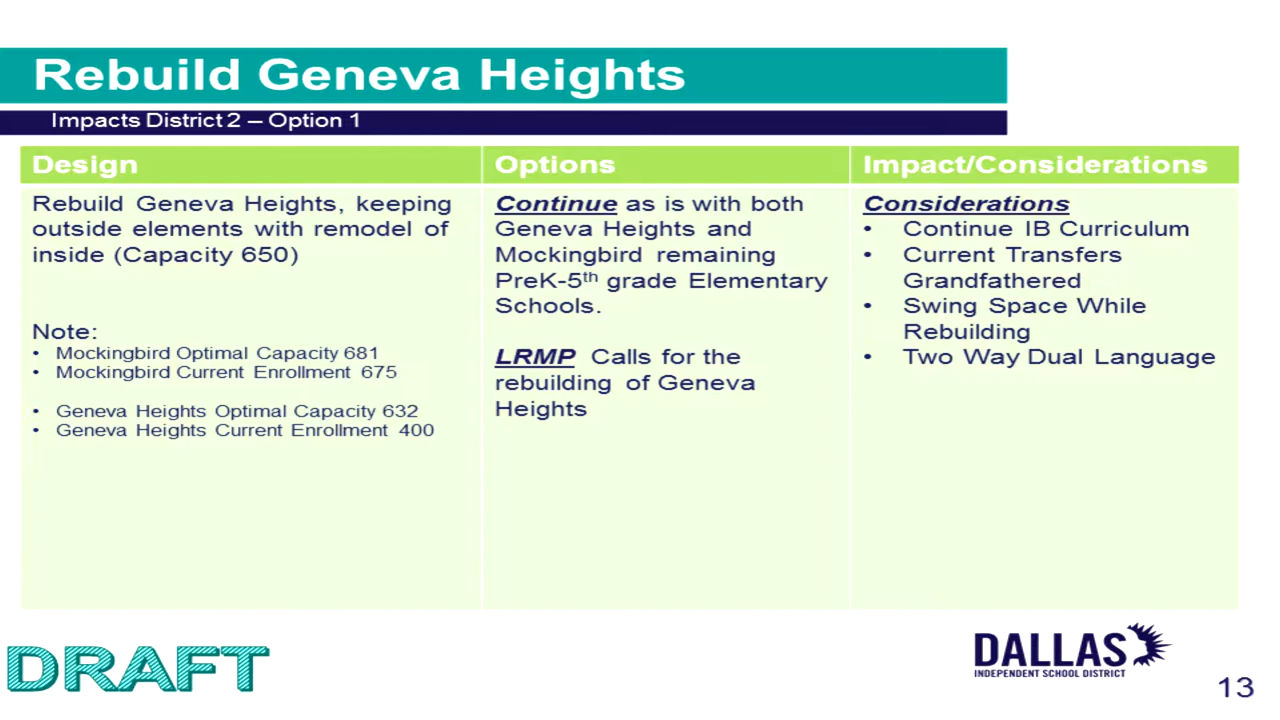 Rebuild Geneva Heights
Impacts District 2 – Option 1
Design
Rebuild Geneva Heights, keeping
outside elements with remodel of
inside (Capacity 650)
Note:
• Mockingbird Optimal Capacity 681
• Mockingbird Current Enrollment 675
• Geneva Heights Optimal Capacity 632
• Geneva Heights Current Enrollment 400
Options
Continue as is with both
Geneva Heights and
Mockingbird remaining
PreK-5th grade Elementary
Schools.
LRMP Calls for the
rebuilding of Geneva
Heights
Impact/Considerations
Considerations
• Continue IB Curriculum
• Current Transfers
Grandfathered
• Swing Space While
Rebuilding
• Two Way Dual Language
DRAFT
DALLAS
INDEPENDENT SCHOOL DISTRICT
13